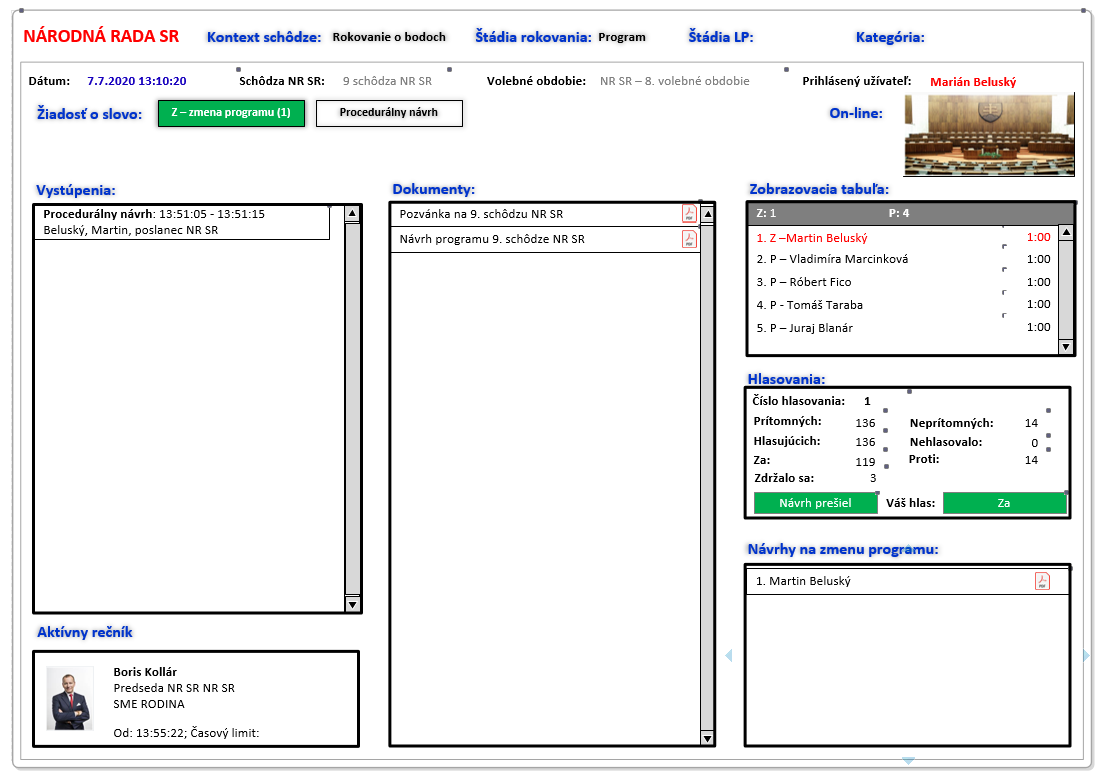 NÁRODNÁ RADA SR Kontext schôdze: Rokovanie o bodoch Štádia rokovania: Program Štádia LP: Kategória:
Dátum: 7.7.2020 13:10:20 Schôdza NR SR: 9 schôdza NR SR Volebné obdobie: NR SR – 8. volebné obdobie Prihlásený užívateľ: Marián Beluský
Žiadosť o slovo: Z – zmena programu (1) Procedurálny návrh On-line:
Vystúpenia:
Procedurálny návrh: 13:51:05 - 13:51:15
Beluský, Martin, poslanec NR SR
Aktívny rečník
Boris Kollár
Predseda NR SR NR SR
SME RODINA
Od: 13:55:22; Časový limit:
Dokumenty:
Pozvánka na 9. schôdzu NR SR
Návrh programu 9. schôdze NR SR
Zobrazovacia tabuľa:
Z: 1 P: 4
1. Z –Martin Beluský 1:00
2. P – Vladimíra Marcinková 1:00
3. P – Róbert Fico 1:00
4. P - Tomáš Taraba 1:00
5. P – Juraj Blanár 1:00
Hlasovania:
Číslo hlasovania: 1
Prítomných: 136 Neprítomných: 14
Hlasujúcich: 136 Nehlasovalo: 0
Za: 119 Proti: 14
Zdržalo sa: 3
Návrh prešiel Váš hlas: Za
Návrhy na zmenu programu:
1. Martin Beluský